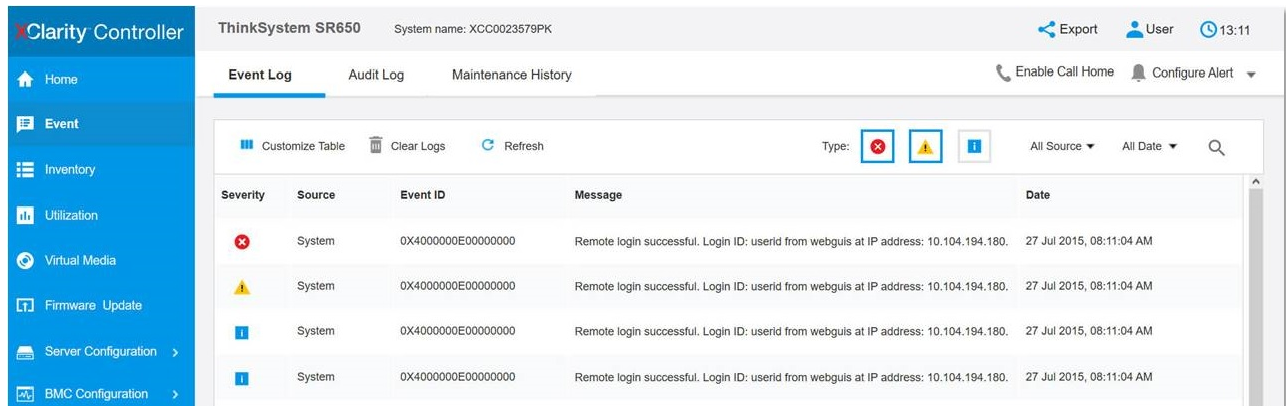 XClarity Controller
ThinkSystem SR650 System name: XCC0023579PK Export User 13:11
Home
Event
Inventory
Utilization
Virtual Media
Firmware Update
Server Configuration
BMC Configuration
Event Log Audit Log Maintenance History Enable Call Home Configure Alert
Customize Table Clear Logs Refresh Type: All Source All Date
Severity Source Event ID Message Date
System 0X4000000E00000000 Remote login successful. Login ID: userid from webguis at IP address: 10.104.194.180. 27 Jul 2015, 08:11:04 AM
System 0X4000000E00000000 Remote login successful. Login ID: userid from webguis at IP address: 10.104.194.180. 27 Jul 2015, 08:11:04 AM
System 0X4000000E00000000 Remote login successful. Login ID: userid from webguis at IP address: 10.104.194.180. 27 Jul 2015, 08:11:04 AM
System 0X4000000E00000000 Remote login successful. Login ID: userid from webguis at IP address: 10.104.194.180. 27 Jul 2015, 08:11:04 AM